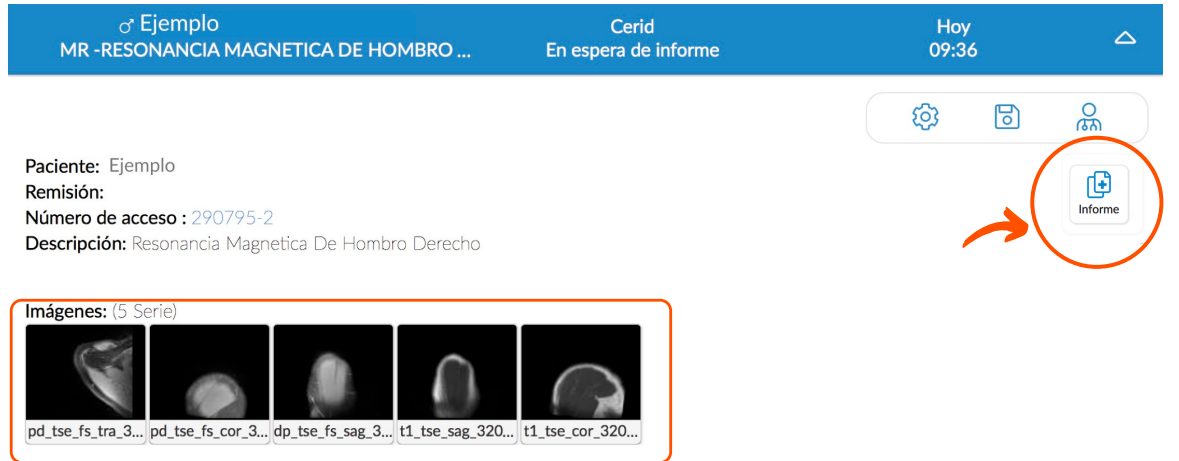 ♂ Ejemplo
MR -RESONANCIA MAGNETICA DE HOMBRO ...
Cerid
En espera de informe
Hoy
09:36
Paciente: Ejemplo
Remisión:
Número de acceso : 290795-2
Descripción: Resonancia Magnetica De Hombro Derecho
Informe
Imágenes: (5 Serie)
pd_tse_fs_tra_3...
pd_tse_fs_cor_3...
dp_tse_fs_sag_3...
t1_tse_sag_320...
t1_tse_cor_320...